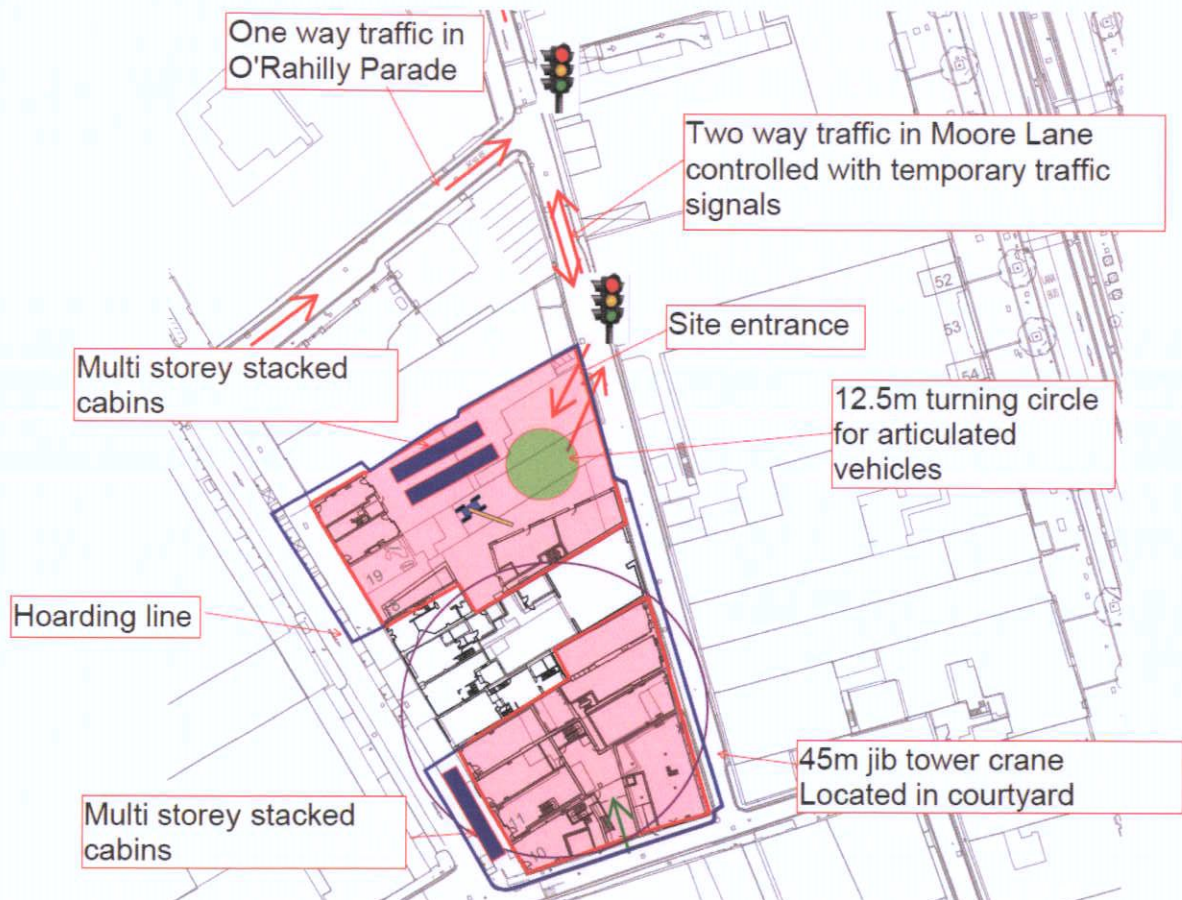 One way traffic in
O'Rahilly Parade
Two way traffic in Moore Lane
controlled with temporary traffic
signals
52
53
54
Site entrance
Multi storey stacked
cabins
12.5m turning circle
for articulated
vehicles
19
Hoarding line
45m jib tower crane
Located in courtyard
Multi storey stacked
cabins
11
10